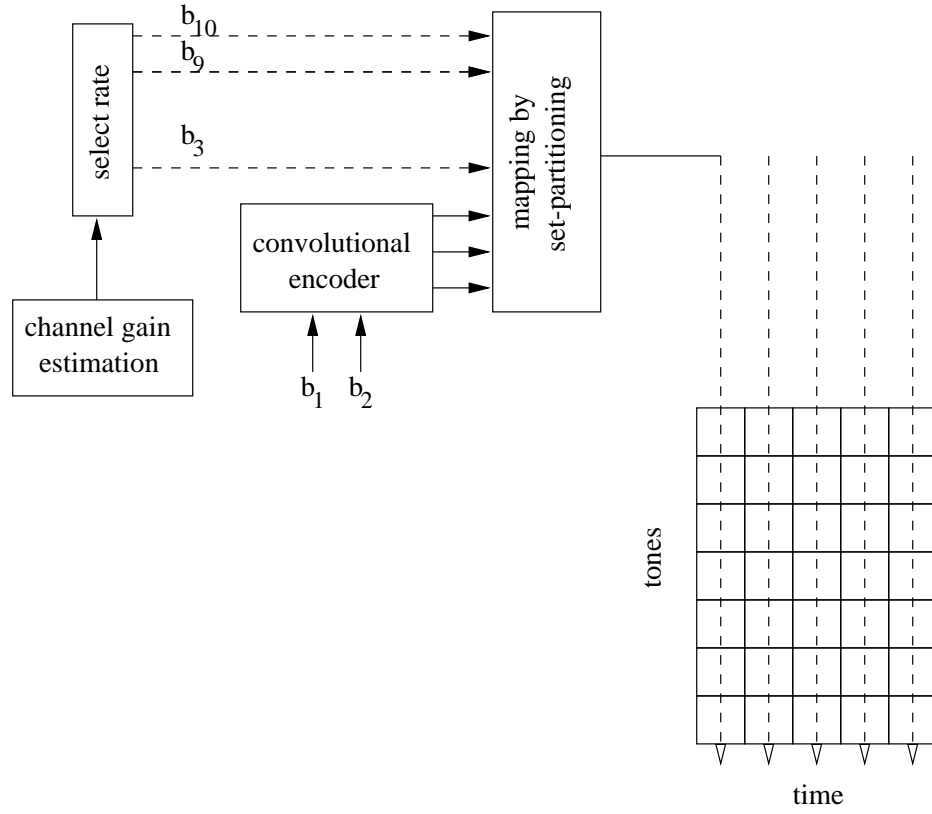 b10
b9
b3
select rate
mapping by
set-partitioning
convolutional
encoder
channel gain
estimation
b1
b2
tones
time